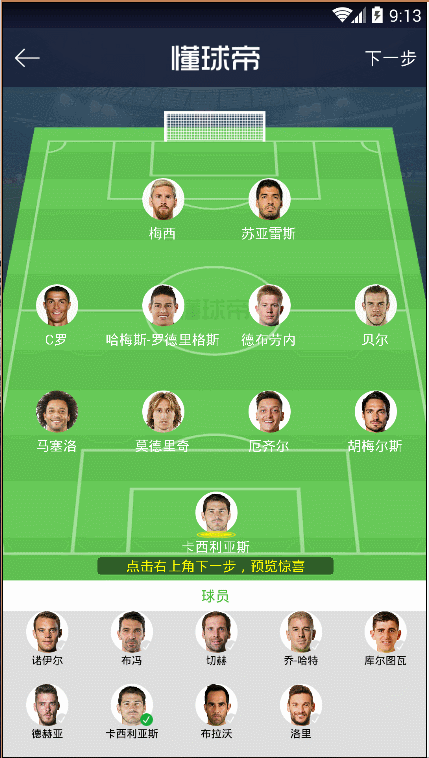 9:13
懂球帝
下一步
梅西
苏亚雷斯
懂球帝
C罗
哈梅斯-罗德里格斯
德布劳内
贝尔
马塞洛
莫德里奇
厄齐尔
胡梅尔斯
卡西利亚斯
点击右上角下一步，预览惊喜
球员
诺伊尔
布冯
切赫
乔-哈特
库尔图瓦
德赫亚
卡西利亚斯
布拉沃
洛里